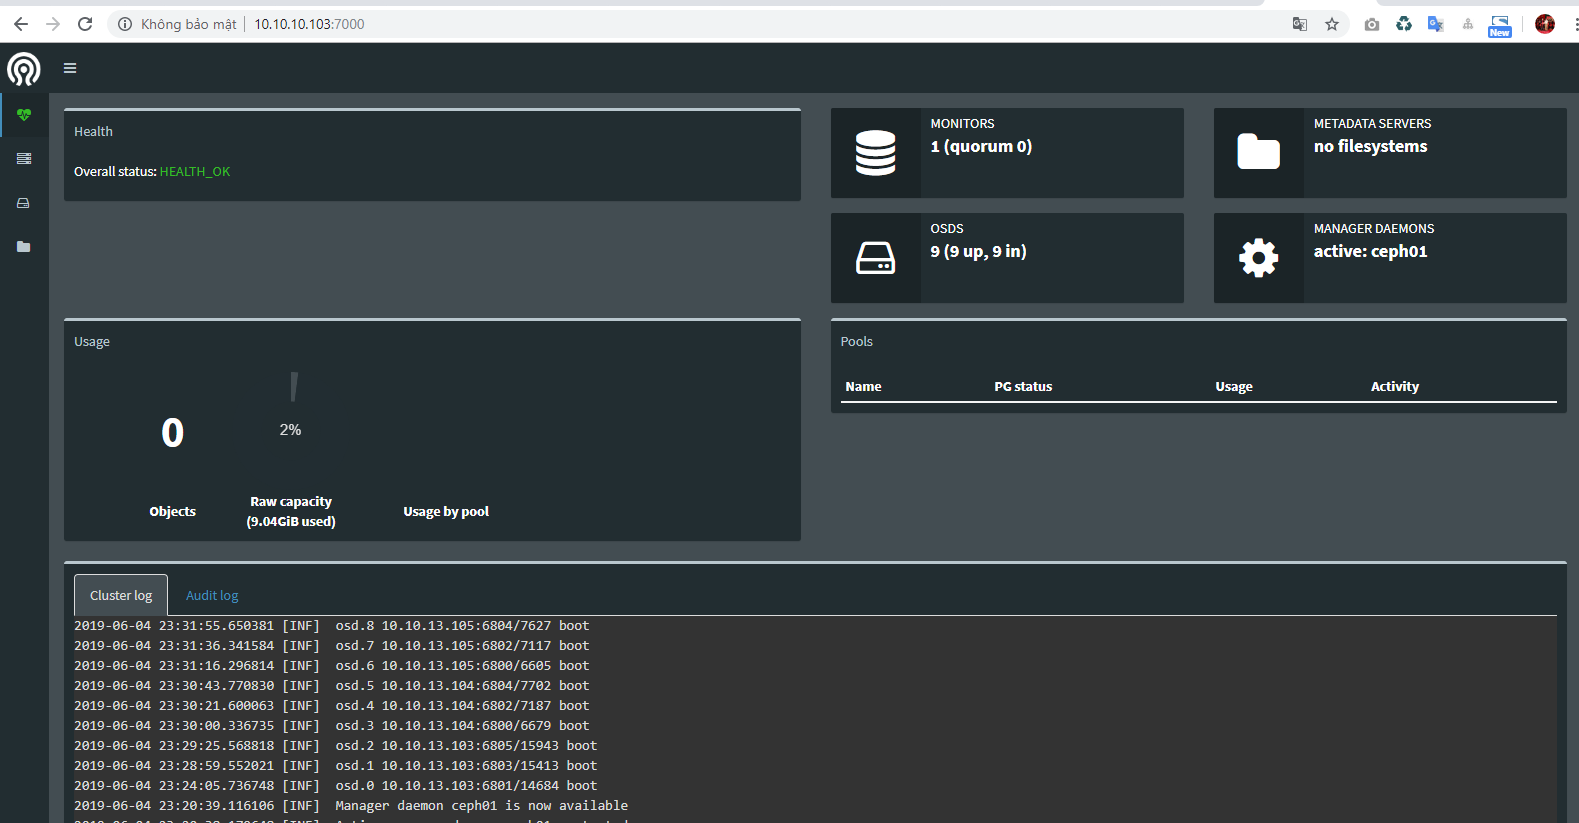 Không bảo mật 10.10.10.103:7000
New
Health
Overall status: HEALTH_OK
MONITORS
1 (quorum 0)
METADATA SERVERS
no filesystems
OSDS
9 (9 up, 9 in)
MANAGER DAEMONS
active: ceph01
Usage
0
2%
Objects
Raw capacity
(9.04GiB used)
Usage by pool
Pools
Name PG status Usage Activity
Cluster log Audit log
2019-06-04 23:31:55.650381 [INF] osd.8 10.10.13.105:6804/7627 boot
2019-06-04 23:31:36.341584 [INF] osd.7 10.10.13.105:6802/7117 boot
2019-06-04 23:31:16.296814 [INF] osd.6 10.10.13.105:6800/6605 boot
2019-06-04 23:30:43.770830 [INF] osd.5 10.10.13.104:6804/7702 boot
2019-06-04 23:30:21.600063 [INF] osd.4 10.10.13.104:6802/7187 boot
2019-06-04 23:30:00.336735 [INF] osd.3 10.10.13.104:6800/6679 boot
2019-06-04 23:29:25.568818 [INF] osd.2 10.10.13.103:6805/15943 boot
2019-06-04 23:28:59.552021 [INF] osd.1 10.10.13.103:6803/15413 boot
2019-06-04 23:24:05.736748 [INF] osd.0 10.10.13.103:6801/14684 boot
2019-06-04 23:20:39.116106 [INF] Manager daemon ceph01 is now available